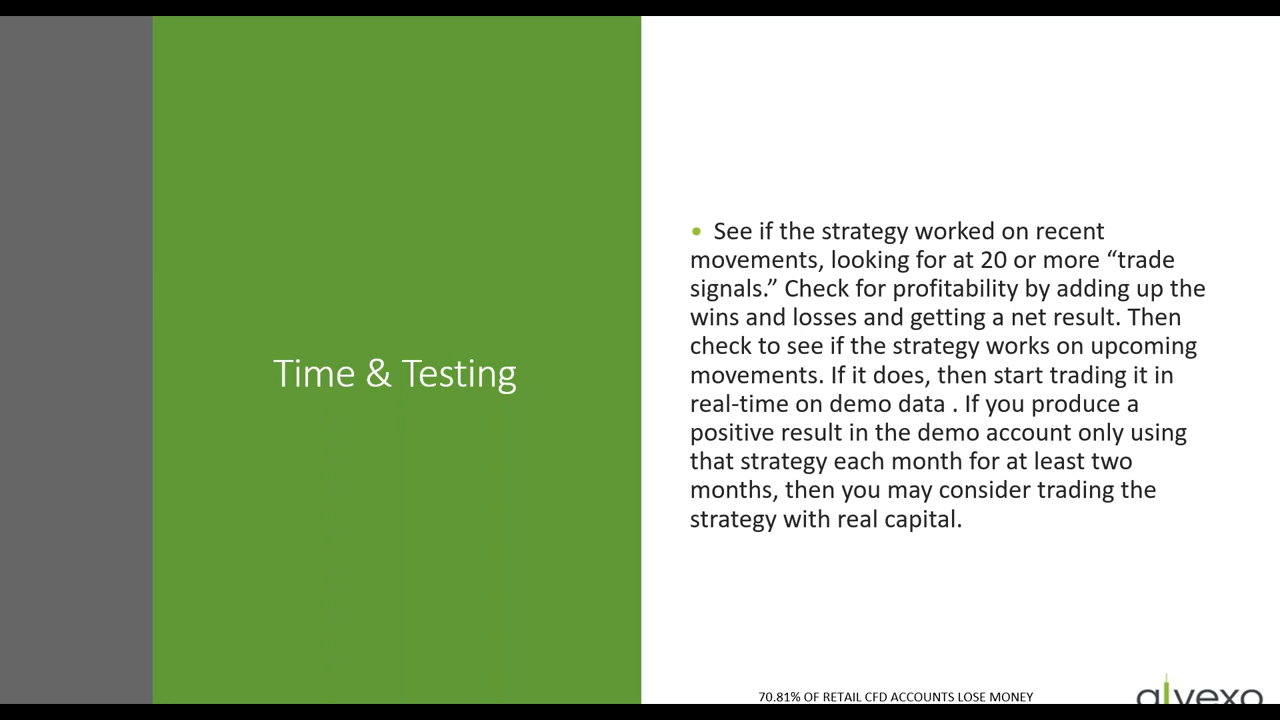 Time & Testing
• See if the strategy worked on recent
movements, looking for at 20 or more “trade
signals.” Check for profitability by adding up the
wins and losses and getting a net result. Then
check to see if the strategy works on upcoming
movements. If it does, then start trading it in
real-time on demo data . If you produce a
positive result in the demo account only using
that strategy each month for at least two
months, then you may consider trading the
strategy with real capital.
70.81% OF RETAIL CFD ACCOUNTS LOSE MONEY
alvexo